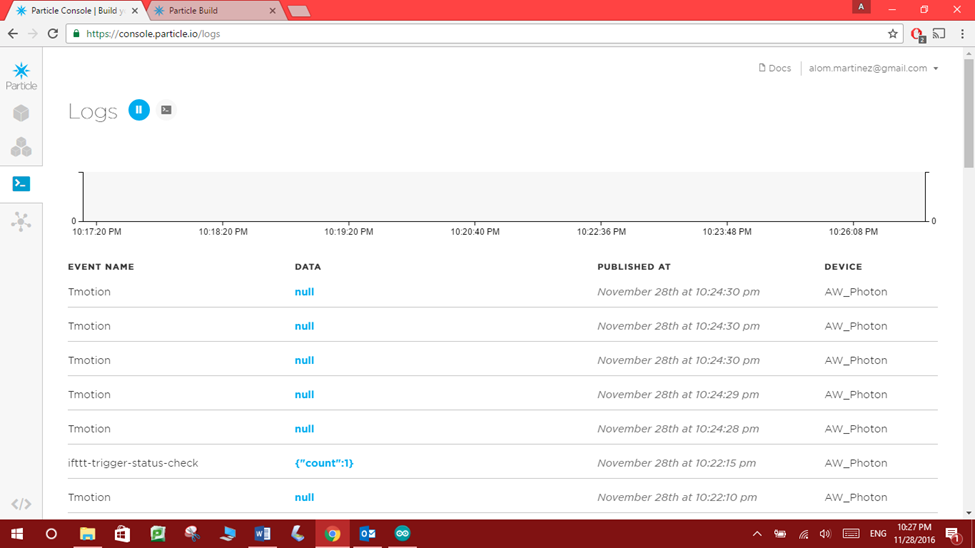 Particle Console | Build y
Particle Build
A
https://console.particle.io/logs
2
Particle
Docs
alom.martinez@gmail.com
Logs
0
0
10:17:20 PM 10:18:20 PM 10:19:20 PM 10:20:40 PM 10:22:36 PM 10:23:48 PM 10:26:08 PM
EVENT NAME DATA PUBLISHED AT DEVICE
Tmotion null November 28th at 10:24:30 pm AW_Photon
Tmotion null November 28th at 10:24:30 pm AW_Photon
Tmotion null November 28th at 10:24:30 pm AW_Photon
Tmotion null November 28th at 10:24:29 pm AW_Photon
Tmotion null November 28th at 10:24:28 pm AW_Photon
ifttt-trigger-status-check {"count":1} November 28th at 10:22:15 pm AW_Photon
Tmotion null November 28th at 10:22:10 pm AW_Photon
ENG
10:27 PM
11/28/2016
1